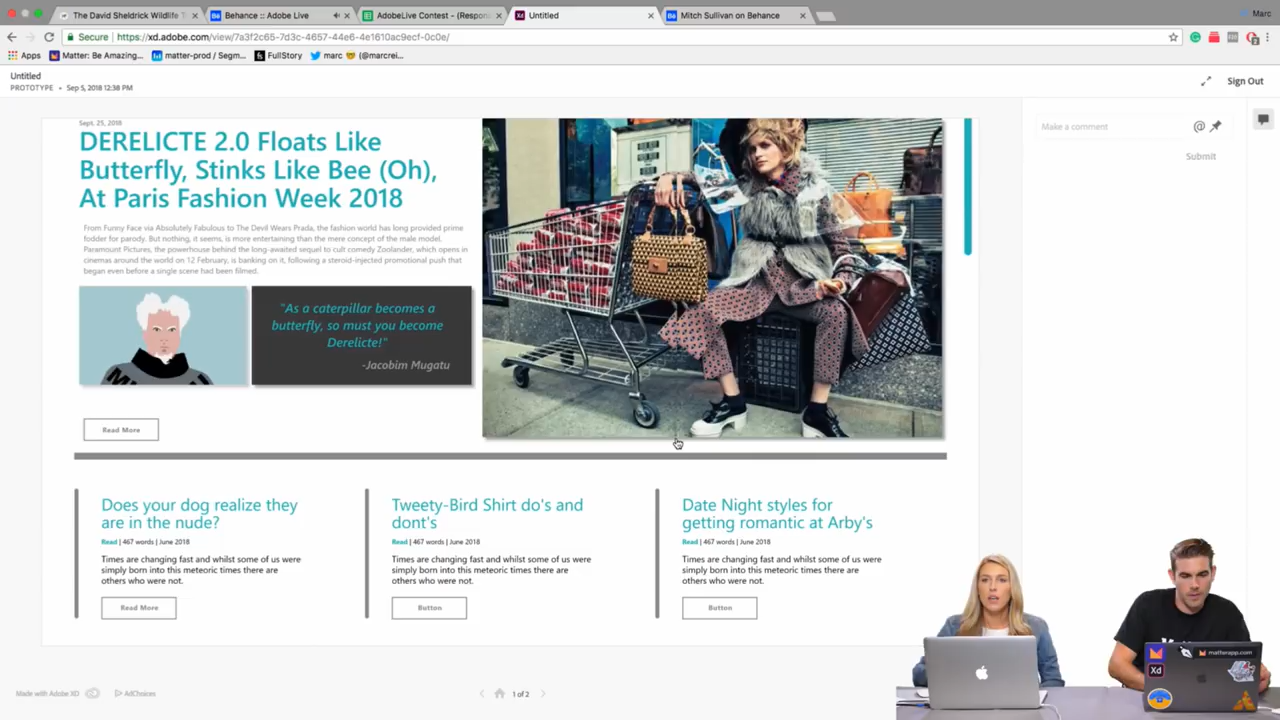 The David Sheldrick Wildlife T
Behance :: Adobe Live
AdobeLive Contest - (Respon
Untitled
Mitch Sullivan on Behance
Marc
Secure | https://xd.adobe.com/view/7a3f2c65-7d3c-4657-44e6-4e1610ac9ecf-0c0e/
Apps
Matter: Be Amazing...
matter-prod / Segm...
FullStory
marc (@marcrei...
Untitled
PROTOTYPE • Sep 5, 2018 12:38 PM
Sign Out
Make a comment
@
Submit
Sept. 25, 2018
DERELICTE 2.0 Floats Like
Butterfly, Stinks Like Bee (Oh),
At Paris Fashion Week 2018
From Funny Face via Absolutely Fabulous to The Devil Wears Prada, the fashion world has long provided prime
fodder for parody. But nothing, it seems, is more entertaining than the mere concept of the male model.
Paramount Pictures, the powerhouse behind the long-awaited sequel to cult comedy Zoolander, which opens in
cinemas around the world on 12 February, is banking on it, following a steroid-injected promotional push that
began even before a single scene had been filmed.
"As a caterpillar becomes a
butterfly, so must you become
Derelicte!"
-Jacobim Mugatu
Read More
Does your dog realize they
are in the nude?
Read | 467 words | June 2018
Times are changing fast and whilst some of us were
simply born into this meteoric times there are
others who were not.
Read More
Tweety-Bird Shirt do's and
dont's
Read | 467 words | June 2018
Times are changing fast and whilst some of us were
simply born into this meteoric times there are
others who were not.
Button
Date Night styles for
getting romantic at Arby's
Read | 467 words | June 2018
Times are changing fast and whilst some of us were
simply born into this meteoric times there are
others who were not.
Button
Made with Adobe XD
AdChoices
1 of 2
matterapp.com
Xd